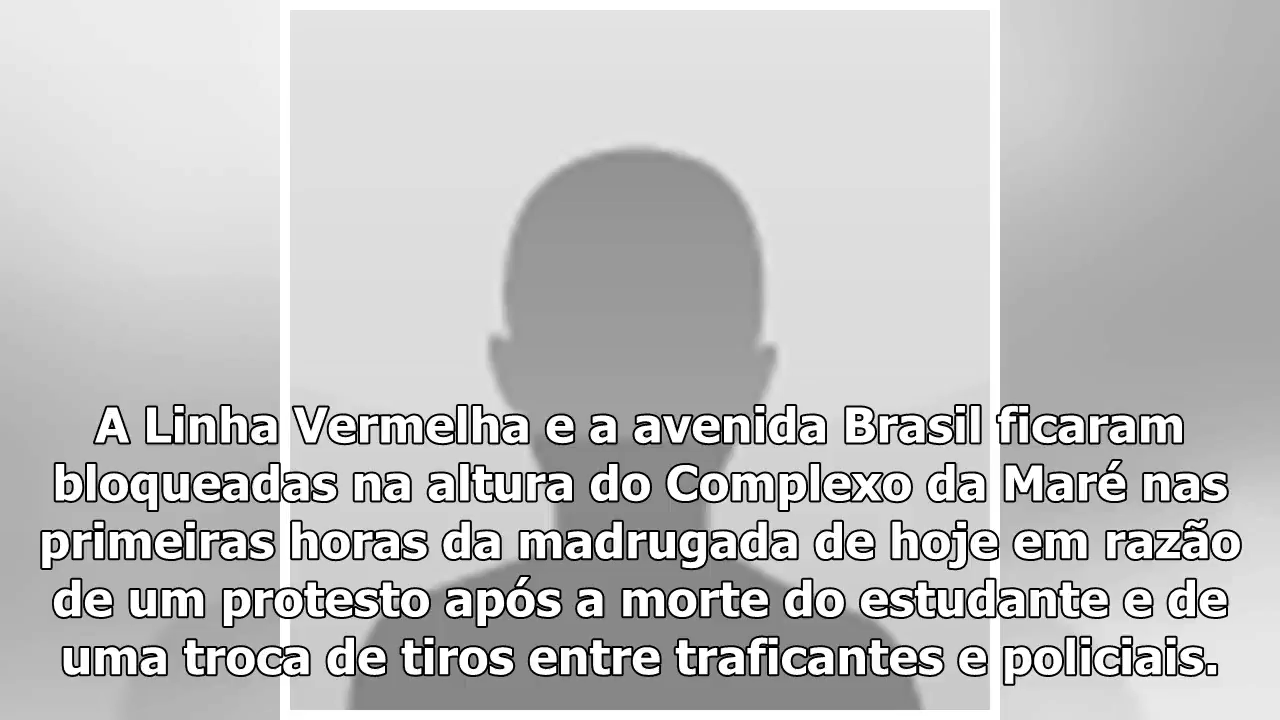 A Linha Vermelha e a avenida Brasil ficaram
bloqueadas na altura do Complexo da Maré nas
primeiras horas da madrugada de hoje em razão
de um protesto após a morte do estudante e de
uma troca de tiros entre traficantes e policiais.